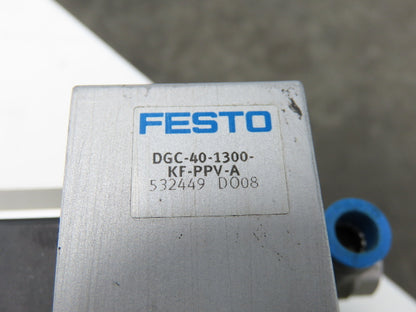 FESTO
DGC-40-1300-
KF-PPV-A
532449 D008